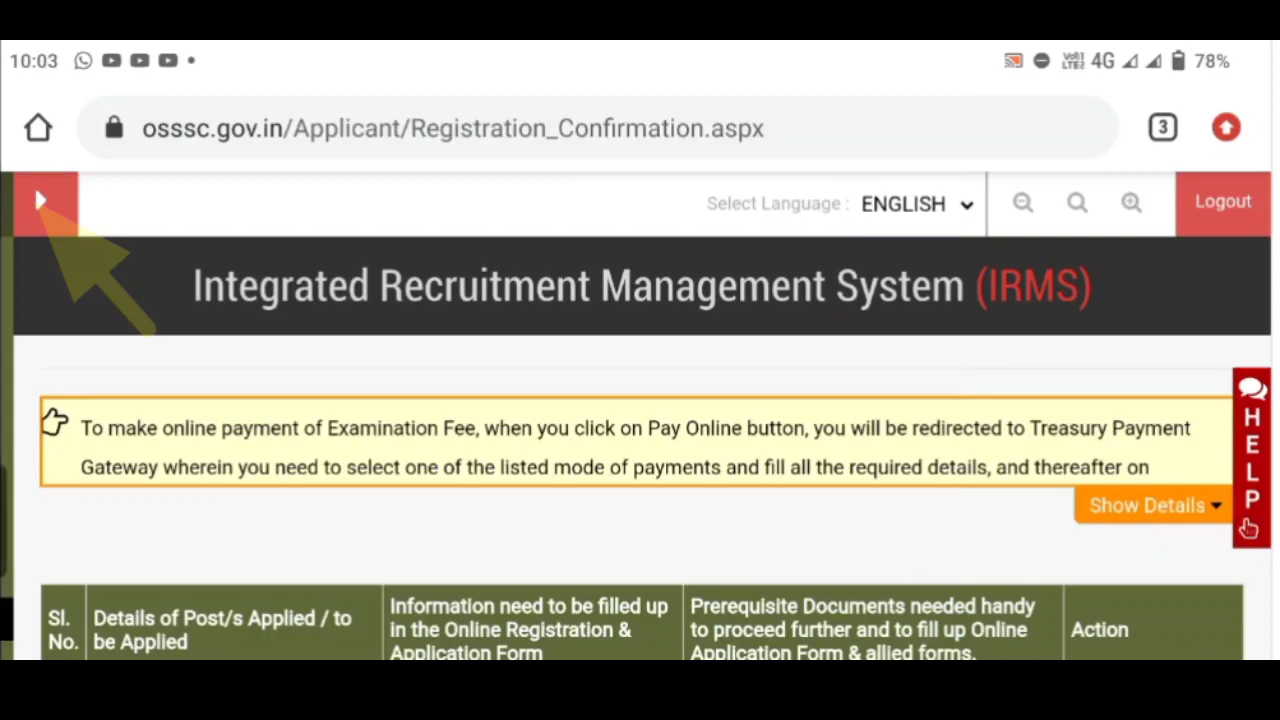 10:03
Vo1 LTE2 4G 78%
osssc.gov.in/Applicant/Registration_Confirmation.aspx
3
Select Language : ENGLISH
Logout
Integrated Recruitment Management System (IRMS)
To make online payment of Examination Fee, when you click on Pay Online button, you will be redirected to Treasury Payment
Gateway wherein you need to select one of the listed mode of payments and fill all the required details, and thereafter on
Show Details
HELP
Sl. No.
Details of Post/s Applied / to
be Applied
Information need to be filled up
in the Online Registration &
Application Form
Prerequisite Documents needed handy
to proceed further and to fill up Online
Application Form & allied forms.
Action